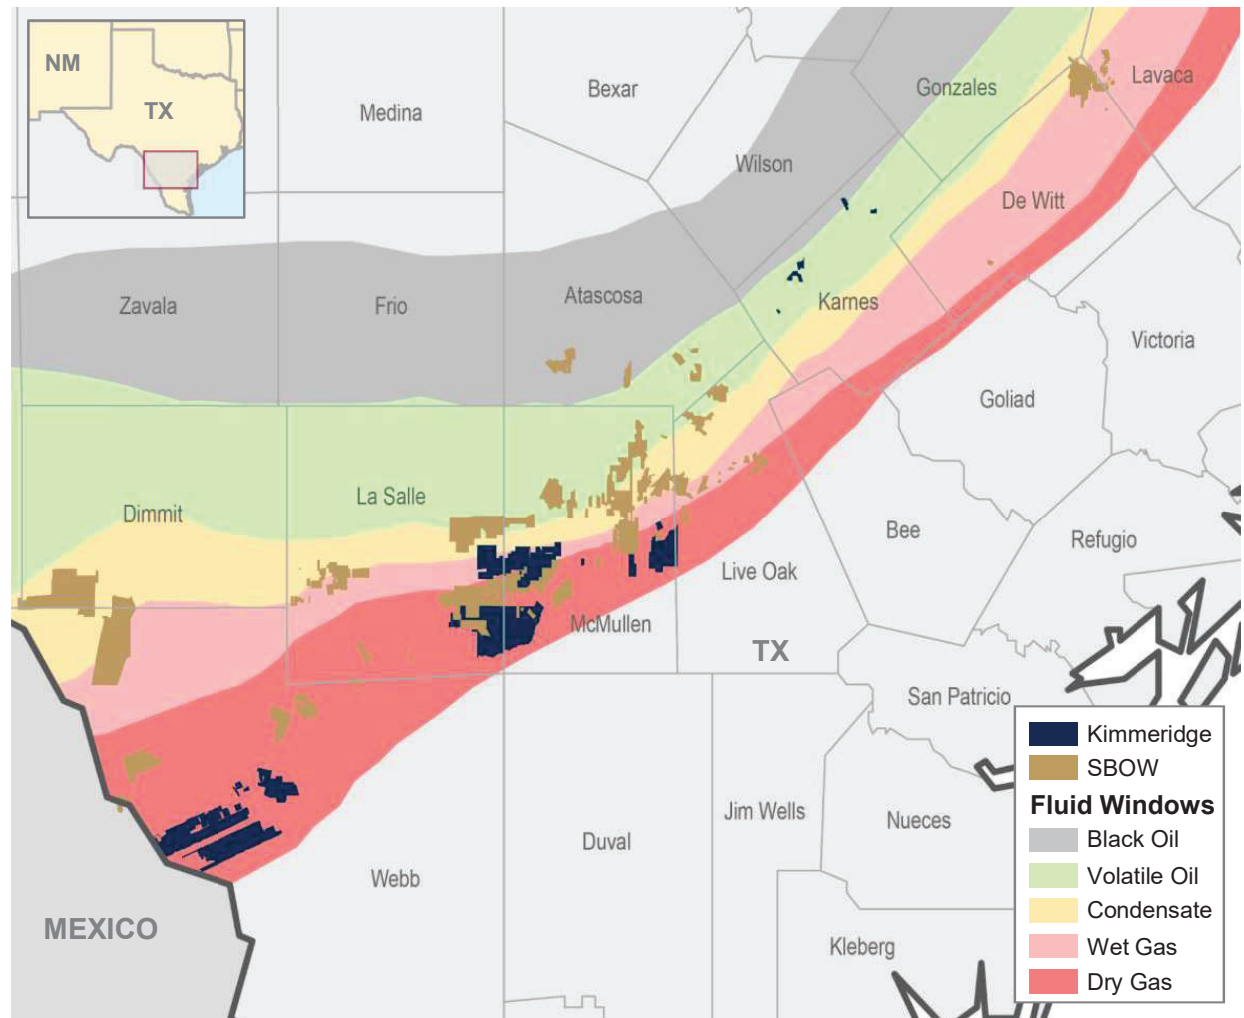 NM
TX
Bexar
Medina
Gonzales
Lavaca
Wilson
De Witt
Zavala
Frio
Atascosa
Karnes
Victoria
Goliad
Dimmit
La Salle
Bee
Refugio
Live Oak
McMullen
TX
San Patricio
Jim Wells
Nueces
Duval
Webb
MEXICO
Kleberg
Kimmeridge
SBOW
Fluid Windows
Black Oil
Volatile Oil
Condensate
Wet Gas
Dry Gas